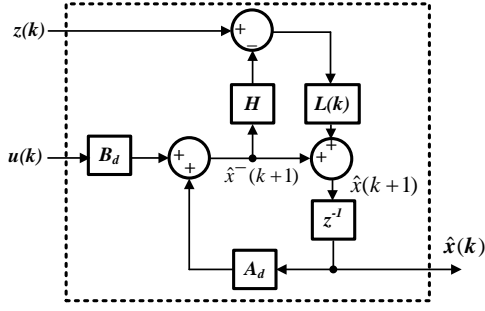 z(k)
+
−
H
L(k)
u(k)
B_d
+
+
+
+
x̂⁻(k+1)
x̂(k+1)
z⁻¹
x̂(k)
A_d